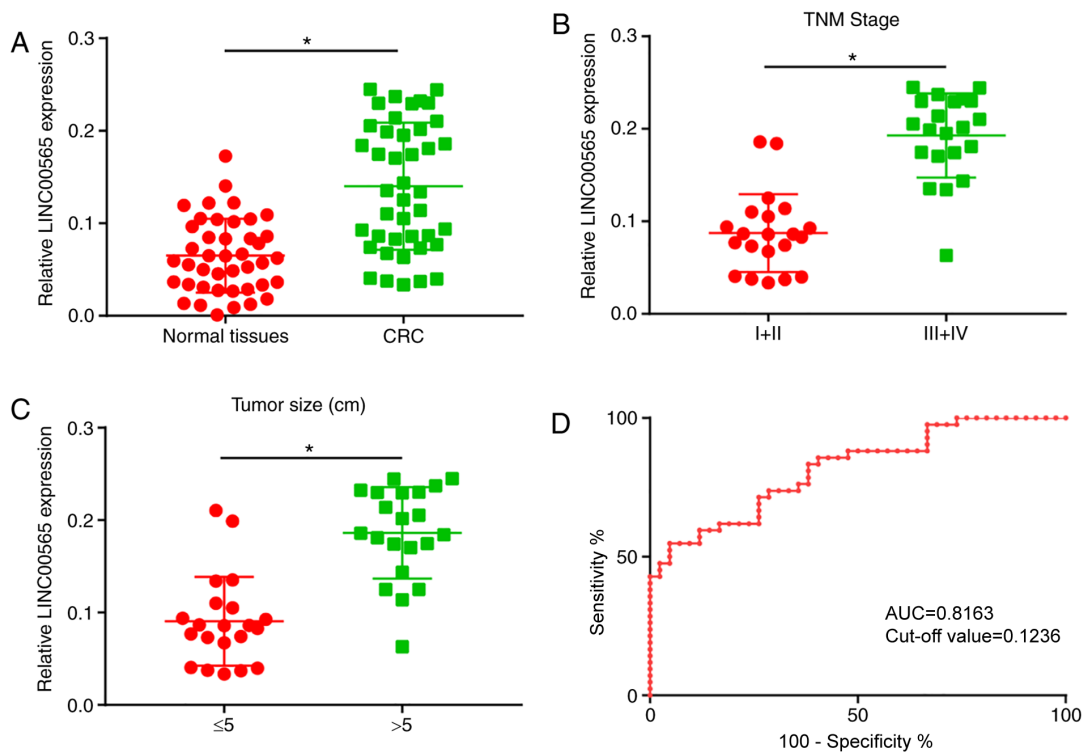 A
Relative LINC00565 expression
0.3
0.2
0.1
0.0
*
Normal tissues
CRC
B
TNM Stage
Relative LINC00565 expression
0.3
0.2
0.1
0.0
*
I+II
III+IV
C
Tumor size (cm)
Relative LINC00565 expression
0.3
0.2
0.1
0.0
*
≤5
>5
D
Sensitivity %
100
50
0
AUC=0.8163
Cut-off value=0.1236
0
50
100
100 - Specificity %